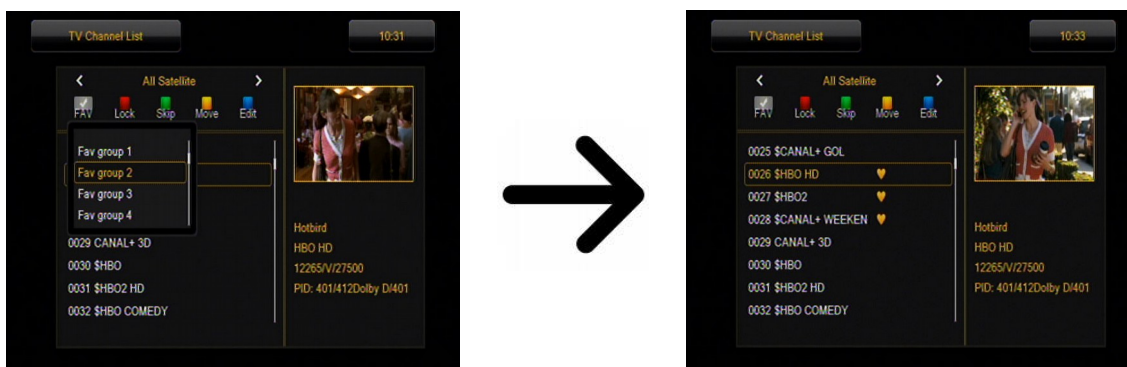 TV Channel List
10:31
All Satellite
FAV Lock Skip Move Edit
Fav group 1
Fav group 2
Fav group 3
Fav group 4
0029 CANAL+ 3D
0030 $HBO
0031 $HBO2 HD
0032 $HBO COMEDY
Hotbird
HBO HD
12265/V/27500
PID: 401/412Dolby D/401
TV Channel List
10:33
All Satellite
FAV Lock Skip Move Edit
0025 $CANAL+ GOL
0026 $HBO HD
0027 $HBO2
0028 $CANAL+ WEEKEN
0029 CANAL+ 3D
0030 $HBO
0031 $HBO2 HD
0032 $HBO COMEDY
Hotbird
HBO HD
12265/V/27500
PID: 401/412Dolby D/401